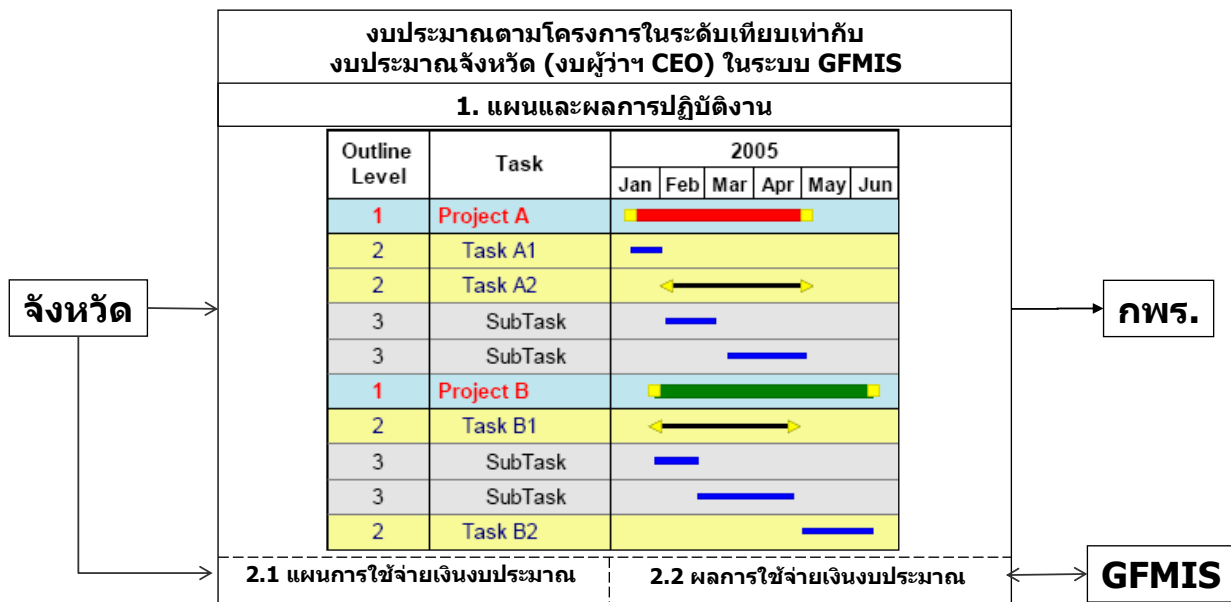 งบประมาณตามโครงการในระดับเทียบเท่ากับ
งบประมาณจังหวัด (งบผู้ว่าฯ CEO) ในระบบ GFMIS
1. แผนและผลการปฏิบัติงาน
Outline Level Task 2005
Jan Feb Mar Apr May Jun
1 Project A
2 Task A1
2 Task A2
3 SubTask
3 SubTask
1 Project B
2 Task B1
3 SubTask
3 SubTask
2 Task B2
จังหวัด
กพร.
2.1 แผนการใช้จ่ายเงินงบประมาณ 2.2 ผลการใช้จ่ายเงินงบประมาณ
GFMIS